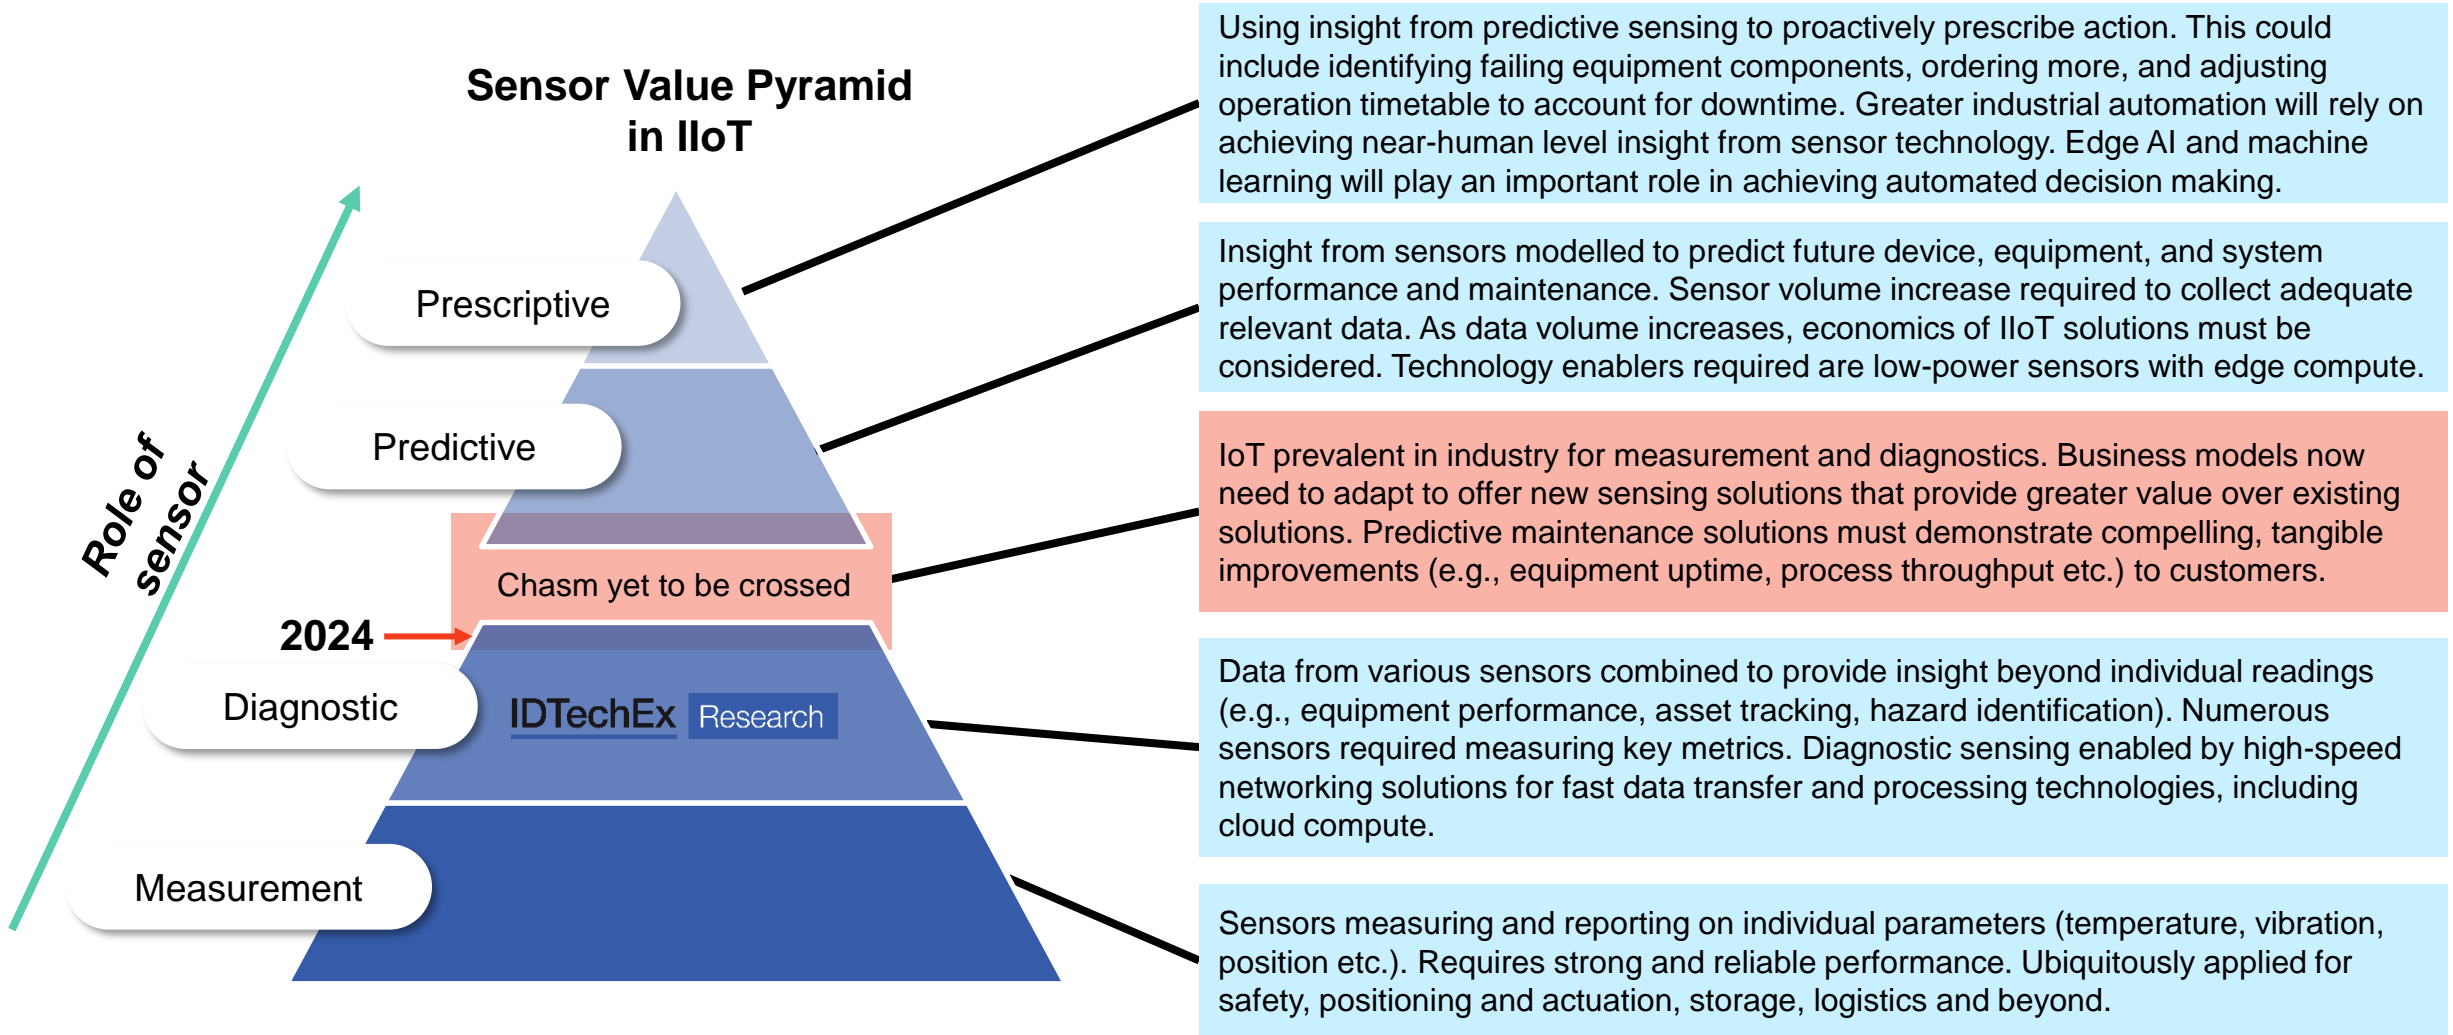 Sensor Value Pyramid
in IIoT
Role of
sensor
Prescriptive
Predictive
Chasm yet to be crossed
2024
Diagnostic
IDTechEx Research
Measurement
Using insight from predictive sensing to proactively prescribe action. This could
include identifying failing equipment components, ordering more, and adjusting
operation timetable to account for downtime. Greater industrial automation will rely on
achieving near-human level insight from sensor technology. Edge AI and machine
learning will play an important role in achieving automated decision making.
Insight from sensors modelled to predict future device, equipment, and system
performance and maintenance. Sensor volume increase required to collect adequate
relevant data. As data volume increases, economics of IIoT solutions must be
considered. Technology enablers required are low-power sensors with edge compute.
IoT prevalent in industry for measurement and diagnostics. Business models now
need to adapt to offer new sensing solutions that provide greater value over existing
solutions. Predictive maintenance solutions must demonstrate compelling, tangible
improvements (e.g., equipment uptime, process throughput etc.) to customers.
Data from various sensors combined to provide insight beyond individual readings
(e.g., equipment performance, asset tracking, hazard identification). Numerous
sensors required measuring key metrics. Diagnostic sensing enabled by high-speed
networking solutions for fast data transfer and processing technologies, including
cloud compute.
Sensors measuring and reporting on individual parameters (temperature, vibration,
position etc.). Requires strong and reliable performance. Ubiquitously applied for
safety, positioning and actuation, storage, logistics and beyond.